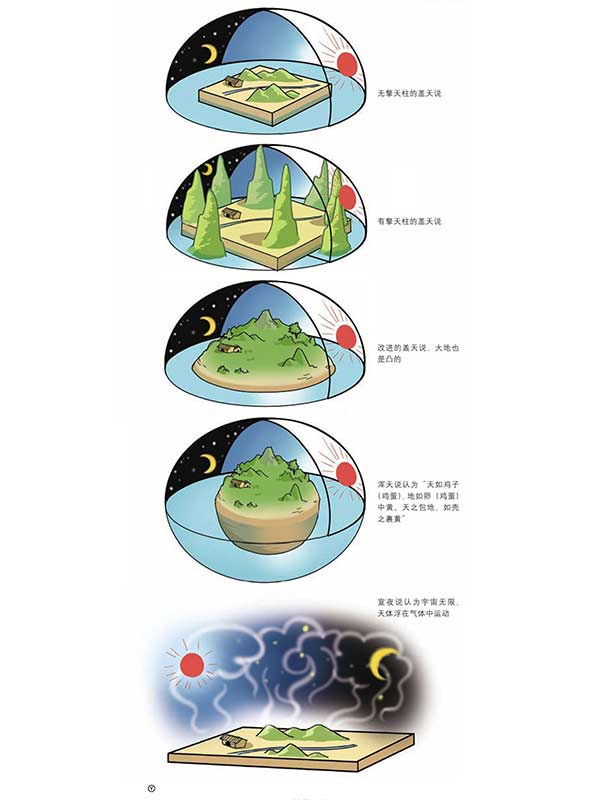 无擎天柱的盖天说
有擎天柱的盖天说
改进的盖天说，大地也
是凸的
浑天说认为“天如鸡子
（鸡蛋），地如卵（鸡蛋）
中黄。天之包地，如壳
之裹黄”
宣夜说认为宇宙无限，
天体浮在气体中运动